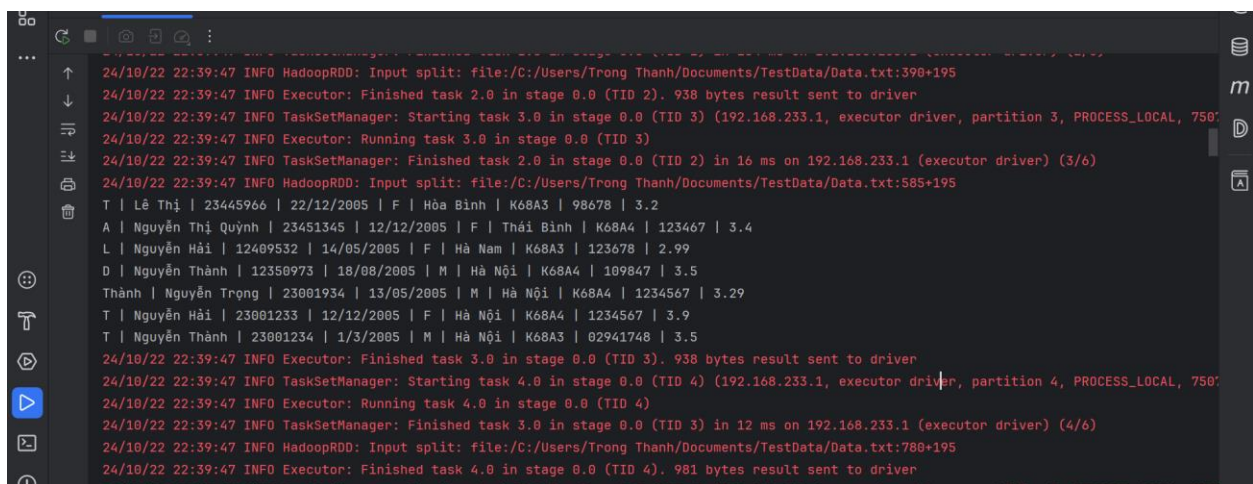 24/10/22 22:39:47 INFO HadoopRDD: Input split: file:/C:/Users/Trong Thanh/Documents/TestData/Data.txt:390+195
24/10/22 22:39:47 INFO Executor: Finished task 2.0 in stage 0.0 (TID 2). 938 bytes result sent to driver
24/10/22 22:39:47 INFO TaskSetManager: Starting task 3.0 in stage 0.0 (TID 3) (192.168.233.1, executor driver, partition 3, PROCESS_LOCAL, 7507
24/10/22 22:39:47 INFO Executor: Running task 3.0 in stage 0.0 (TID 3)
24/10/22 22:39:47 INFO TaskSetManager: Finished task 2.0 in stage 0.0 (TID 2) in 16 ms on 192.168.233.1 (executor driver) (3/6)
24/10/22 22:39:47 INFO HadoopRDD: Input split: file:/C:/Users/Trong Thanh/Documents/TestData/Data.txt:585+195
T | Lê Thị | 23445966 | 22/12/2005 | F | Hòa Bình | K68A3 | 98678 | 3.2
A | Nguyễn Thị Quỳnh | 23451345 | 12/12/2005 | F | Thái Bình | K68A4 | 123467 | 3.4
L | Nguyễn Hải | 12409532 | 14/05/2005 | F | Hà Nam | K68A3 | 123678 | 2.99
D | Nguyễn Thành | 12350973 | 18/08/2005 | M | Hà Nội | K68A4 | 109847 | 3.5
Thành | Nguyễn Trọng | 23001934 | 13/05/2005 | M | Hà Nội | K68A4 | 1234567 | 3.29
T | Nguyễn Hải | 23001233 | 12/12/2005 | F | Hà Nội | K68A4 | 1234567 | 3.9
T | Nguyễn Thành | 23001234 | 1/3/2005 | M | Hà Nội | K68A3 | 02941748 | 3.5
24/10/22 22:39:47 INFO Executor: Finished task 3.0 in stage 0.0 (TID 3). 938 bytes result sent to driver
24/10/22 22:39:47 INFO TaskSetManager: Starting task 4.0 in stage 0.0 (TID 4) (192.168.233.1, executor driver, partition 4, PROCESS_LOCAL, 7507
24/10/22 22:39:47 INFO Executor: Running task 4.0 in stage 0.0 (TID 4)
24/10/22 22:39:47 INFO TaskSetManager: Finished task 3.0 in stage 0.0 (TID 3) in 12 ms on 192.168.233.1 (executor driver) (4/6)
24/10/22 22:39:47 INFO HadoopRDD: Input split: file:/C:/Users/Trong Thanh/Documents/TestData/Data.txt:780+195
24/10/22 22:39:47 INFO Executor: Finished task 4.0 in stage 0.0 (TID 4). 981 bytes result sent to driver